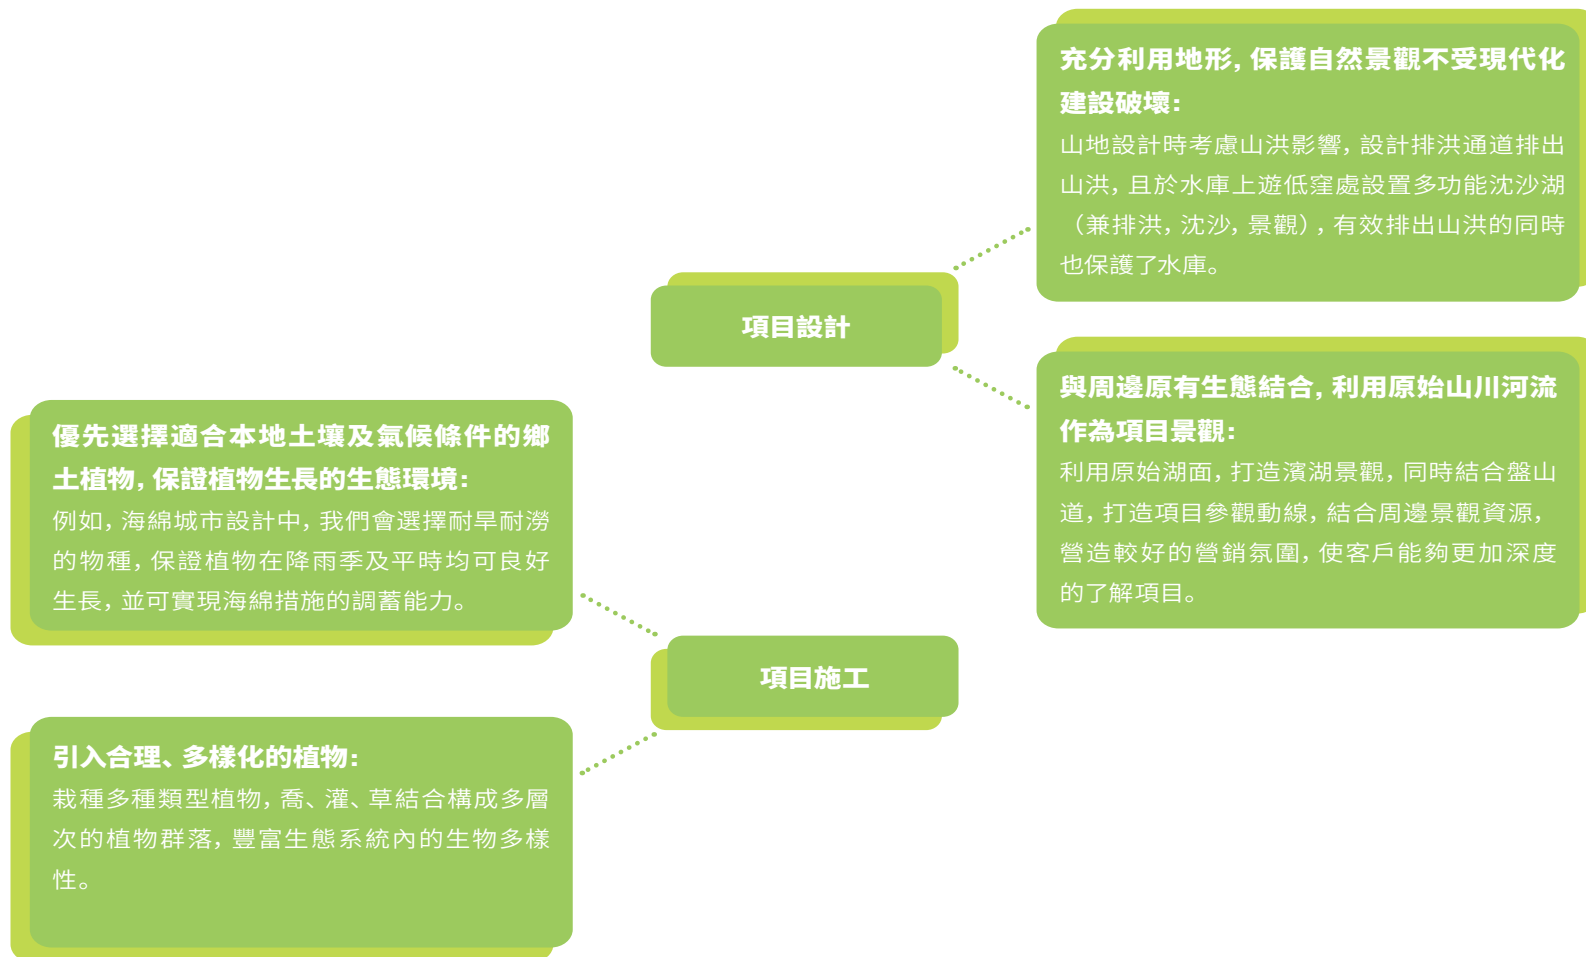 項目設計
充分利用地形，保護自然景觀不受現代化
建設破壞：
山地設計時考慮山洪影響，設計排洪通道排出
山洪，且於水庫上遊低窪處設置多功能沈沙湖
（兼排洪，沈沙，景觀），有效排出山洪的同時
也保護了水庫。
與周邊原有生態結合，利用原始山川河流
作為項目景觀：
利用原始湖面，打造濱湖景觀，同時結合盤山
道，打造項目參觀動線，結合周邊景觀資源，
營造較好的營銷氛圍，使客戶能夠更加深度
的了解項目。
項目施工
優先選擇適合本地土壤及氣候條件的鄉
土植物，保證植物生長的生態環境：
例如，海綿城市設計中，我們會選擇耐旱耐澇
的物種，保證植物在降雨季及平時均可良好
生長，並可實現海綿措施的調蓄能力。
引入合理、多樣化的植物：
栽種多種類型植物，喬、灌、草結合構成多層
次的植物群落，豐富生態系統內的生物多樣
性。